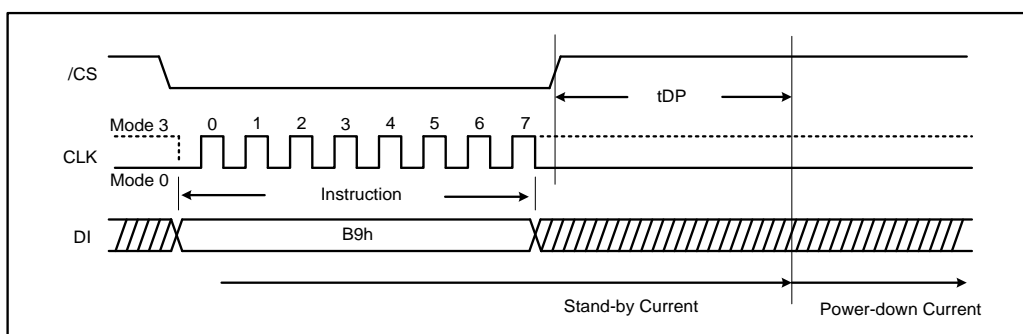 /CS
tDP
Mode 3
0 1 2 3 4 5 6 7
CLK
Mode 0
Instruction
DI
B9h
Stand-by Current
Power-down Current